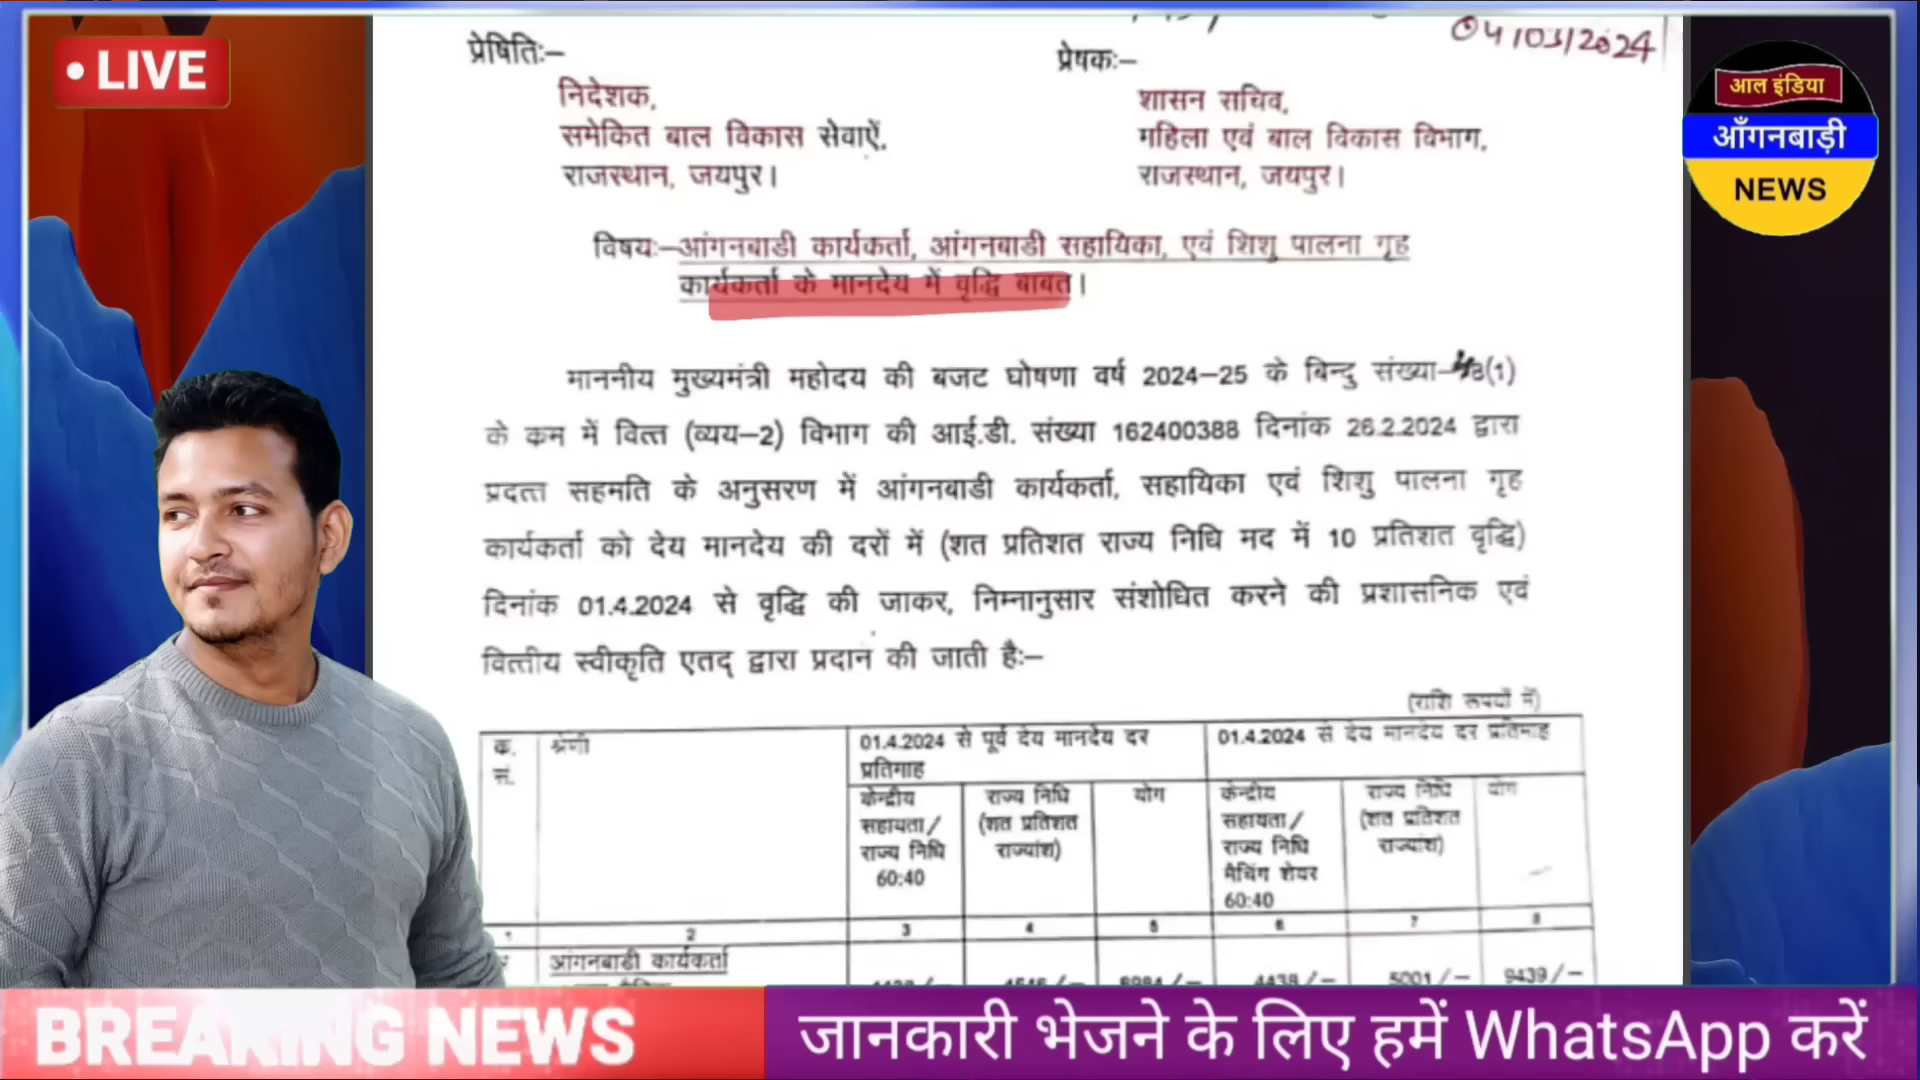 LIVE
04/03/2024
आल इंडिया
आँगनबाड़ी
NEWS
प्रेषितिः–
निदेशक,
समेकित बाल विकास सेवाऐं,
राजस्थान, जयपुर।
प्रेषकः–
शासन सचिव,
महिला एवं बाल विकास विभाग,
राजस्थान, जयपुर।
विषयः–आंगनबाडी कार्यकर्ता, आंगनबाडी सहायिका, एवं शिशु पालना गृह
कार्यकर्ता के मानदेय में वृद्धि बाबत।
माननीय मुख्यमंत्री महोदय की बजट घोषणा वर्ष 2024–25 के बिन्दु संख्या–
के कम में वित्त (व्यय–2) विभाग की आई.डी. संख्या 162400388 दिनांक 26.2.2024 द्वारा
प्रदत्त सहमति के अनुसरण में आंगनबाडी कार्यकर्ता, सहायिका एवं शिशु पालना गृह
कार्यकर्ता को देय मानदेय की दरों में (शत प्रतिशत राज्य निधि मद में 10 प्रतिशत वृद्धि)
दिनांक 01.4.2024 से वृद्धि की जाकर, निम्नानुसार संशोधित करने की प्रशासनिक एवं
वित्तीय स्वीकृति एतद् द्वारा प्रदान की जाती हैः–
(राशि रूपयों में)
क. सं.
श्रेणी
01.4.2024 से पूर्व देय मानदेय दर
प्रतिमाह
01.4.2024 से देय मानदेय दर प्रतिमाह
केन्द्रीय
सहायता/
राज्य निधि
60:40
राज्य निधि
(शत प्रतिशत
राज्यांश)
योग
केन्द्रीय
सहायता/
राज्य निधि
मैचिंग शेयर
60:40
राज्य निधि
(शत प्रतिशत
राज्यांश)
योग
1 2 3 4 5 6 7 8
आंगनबाडी कार्यकर्ता
4438/– 5001/– 9439/–
BREAKING NEWS
जानकारी भेजने के लिए हमें WhatsApp करें